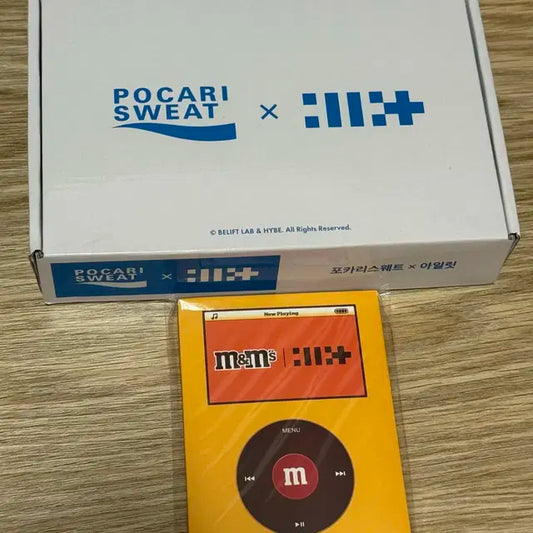 POCARI
SWEAT ×
© BELIFT LAB & HYBE. All Rights Reserved.
POCARI
SWEAT ×
포카리스웨트 × 아일릿
Now Playing
m&m's
MENU
m